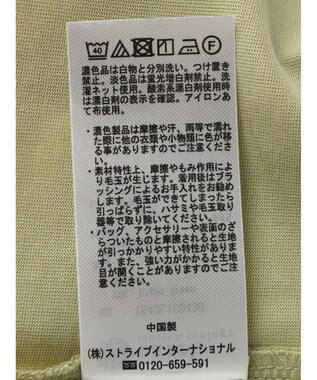 40 F
濃色品は白物と分別洗い。つけ置き
禁止。淡色品は蛍光増白剤禁止。洗
濯ネット使用。酸素系漂白剤使用時
は漂白剤の表示を確認。アイロンあ
て布使用。
・濃色製品は摩擦や汗、雨等で濡れ
た際に他の衣類や小物類に色が移
る事がありますのでご注意ください。
・素材特性上、摩擦やもみ作用によ
り毛玉が生じます。着用後はブラ
ッシングによるお手入れをお勧め
します。毛玉ができてしまったら
引っぱらずに、ハサミや毛玉取り
器等で取り除いてください。
・バッグ、アクセサリーや表面のざ
らついたものと摩擦されると生地
が引っかかりやすい特性がありま
す。また、強い力がかかると生地
目が開くことがありますのでご注
意ください。
中国製
(株)ストライプインターナショナル
0120-659-591